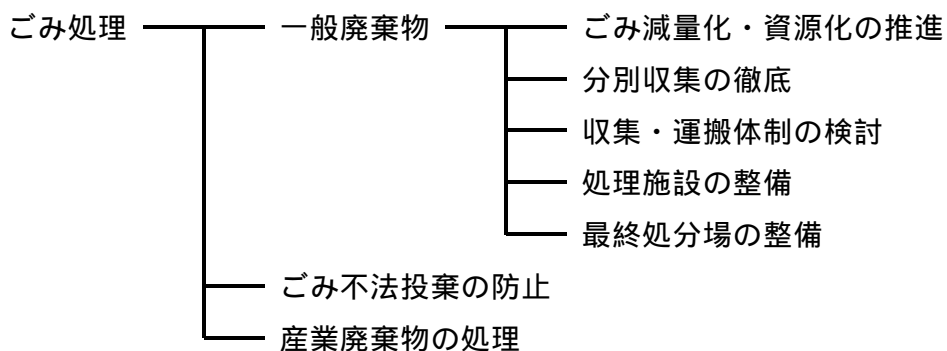 ごみ処理
一般廃棄物
ごみ減量化・資源化の推進
分別収集の徹底
収集・運搬体制の検討
処理施設の整備
最終処分場の整備
ごみ不法投棄の防止
産業廃棄物の処理